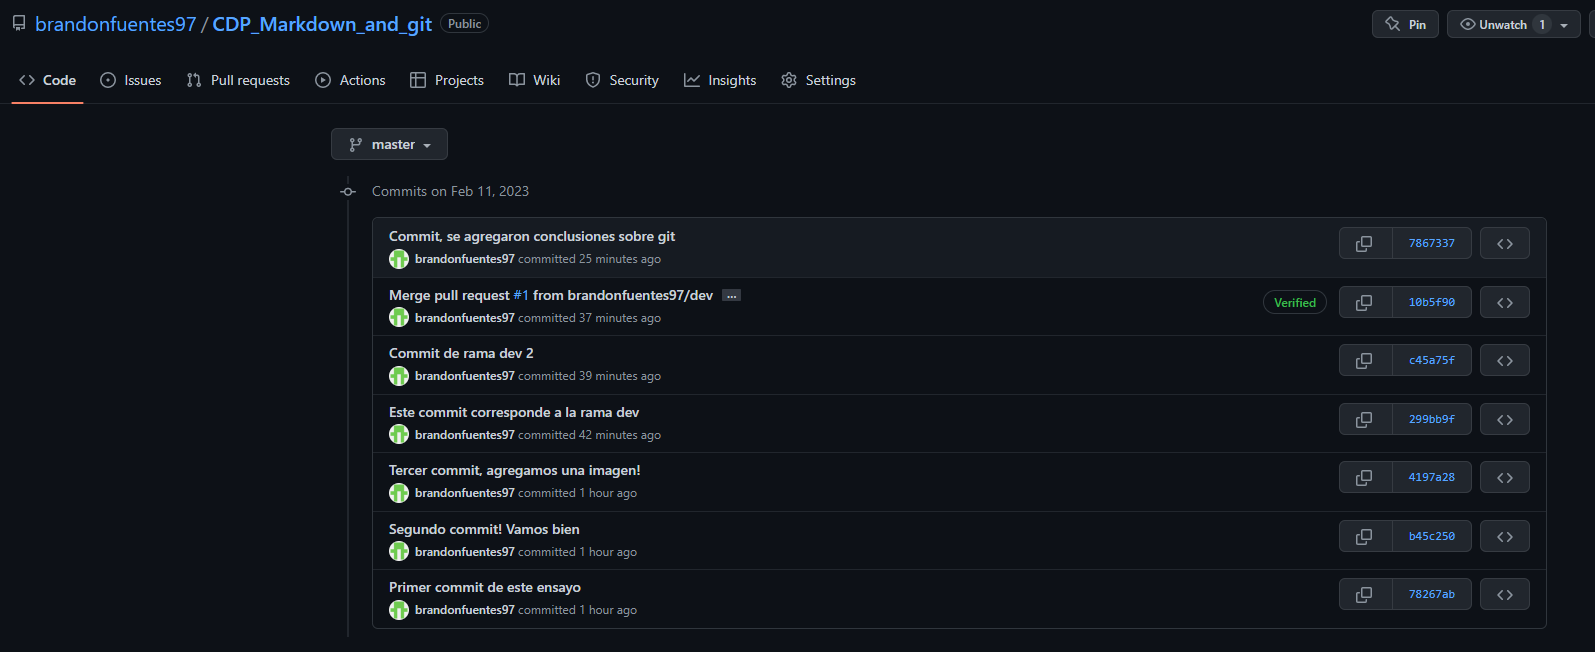 brandonfuentes97 / CDP_Markdown_and_git Public Pin Unwatch 1
Code Issues Pull requests Actions Projects Wiki Security Insights Settings
master
Commits on Feb 11, 2023
Commit, se agregaron conclusiones sobre git
brandonfuentes97 committed 25 minutes ago
7867337
Merge pull request #1 from brandonfuentes97/dev ...
brandonfuentes97 committed 37 minutes ago
Verified 10b5f90
Commit de rama dev 2
brandonfuentes97 committed 39 minutes ago
c45a75f
Este commit corresponde a la rama dev
brandonfuentes97 committed 42 minutes ago
299bb9f
Tercer commit, agregamos una imagen!
brandonfuentes97 committed 1 hour ago
4197a28
Segundo commit! Vamos bien
brandonfuentes97 committed 1 hour ago
b45c250
Primer commit de este ensayo
brandonfuentes97 committed 1 hour ago
78267ab